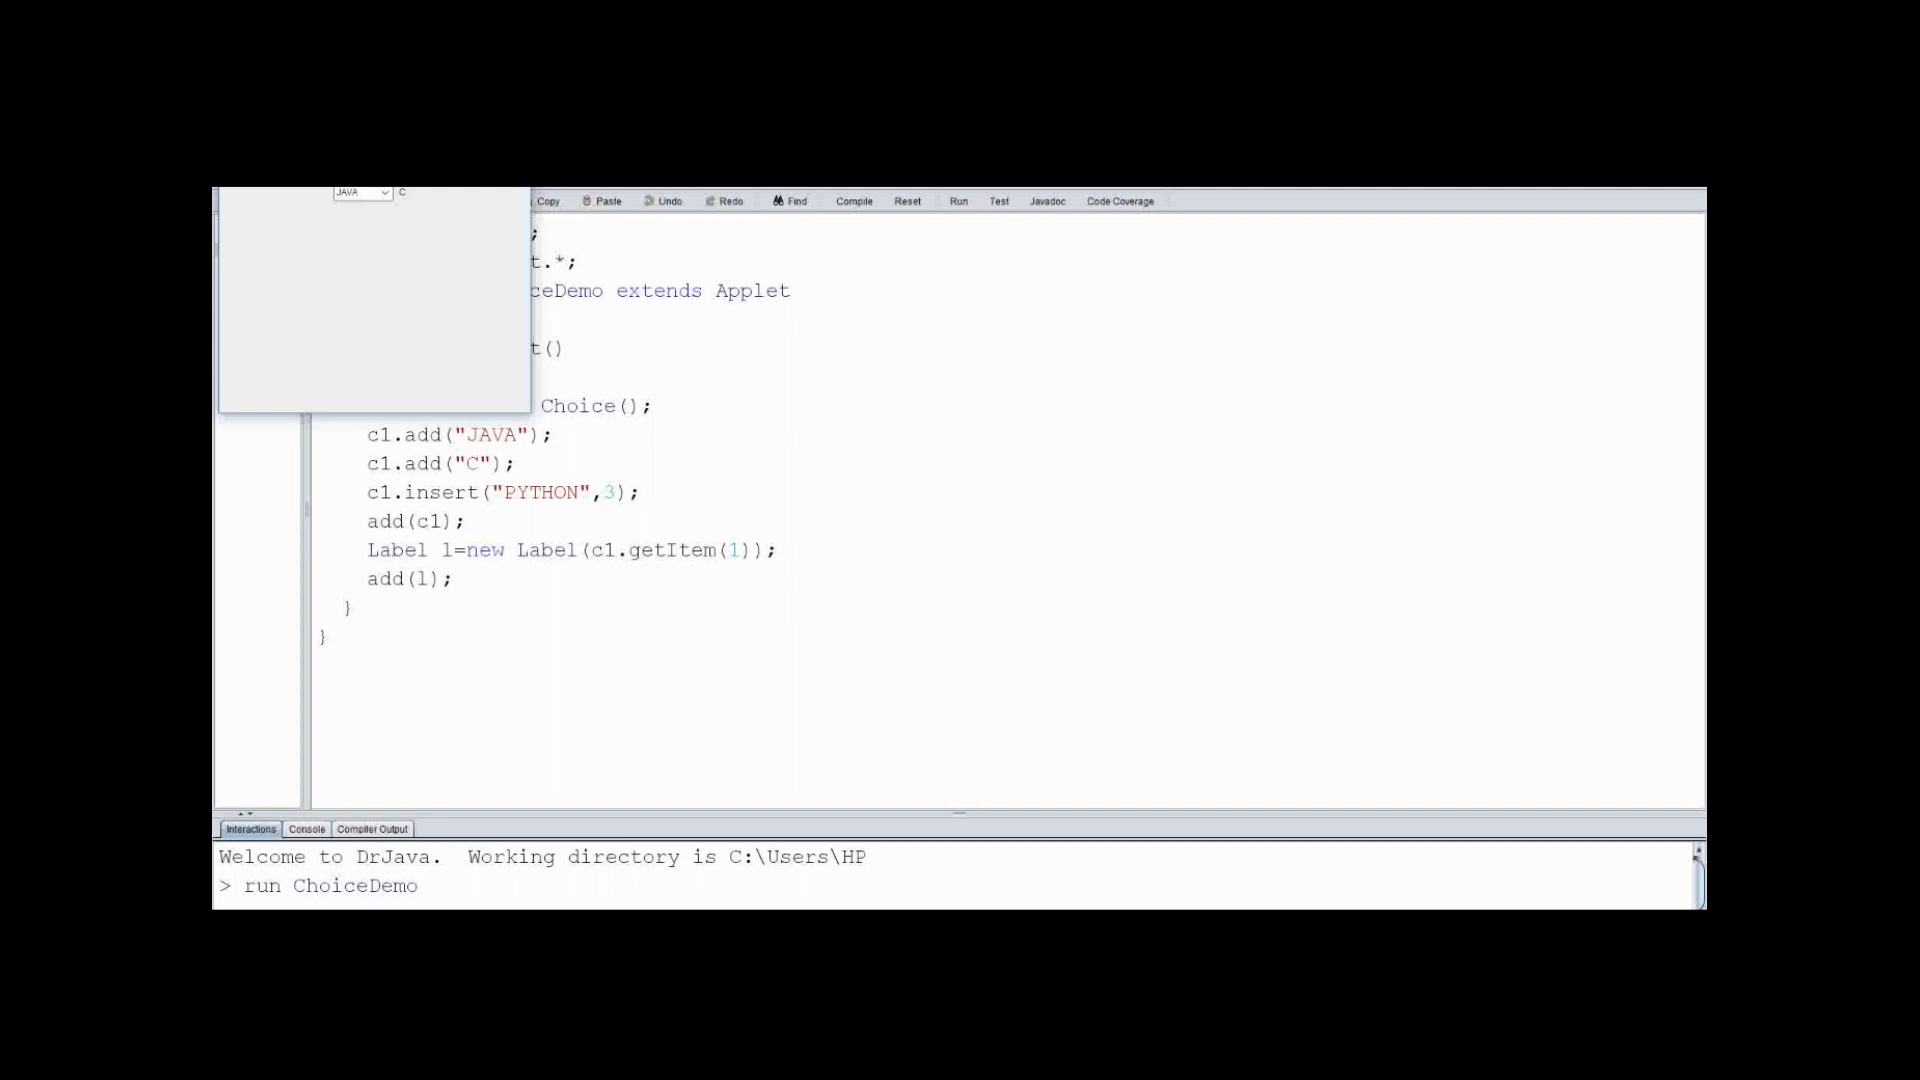 JAVA C
Copy Paste Undo Redo Find Compile Reset Run Test Javadoc Code Coverage
;
t.*;
ceDemo extends Applet
t()
Choice();
c1.add("JAVA");
c1.add("C");
c1.insert("PYTHON",3);
add(c1);
Label l=new Label(c1.getItem(1));
add(l);
}
}
Interactions Console Compiler Output
Welcome to DrJava. Working directory is C:\Users\HP
> run ChoiceDemo